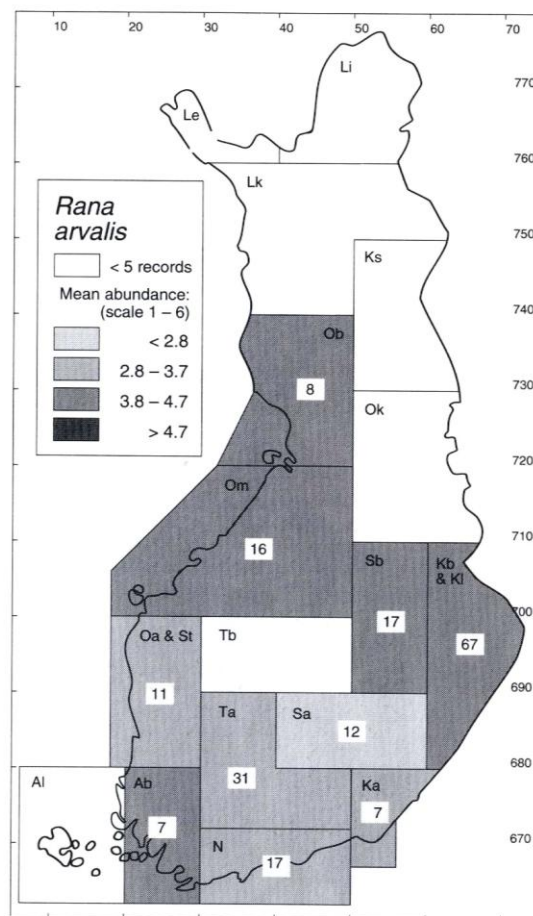 10 20 30 40 50 60 70
Li
770
Le
760
Lk
Rana
arvalis
750
< 5 records
Ks
Mean abundance:
(scale 1 – 6)
740
< 2.8
Ob
2.8 – 3.7
3.8 – 4.7
8
730
> 4.7
Ok
720
Om
710
16
Sb
Kb
& Kl
700
Oa & St
Tb
17
67
11
690
Ta
Sa
12
680
Al
Ab
31
Ka
7
7
670
N
17